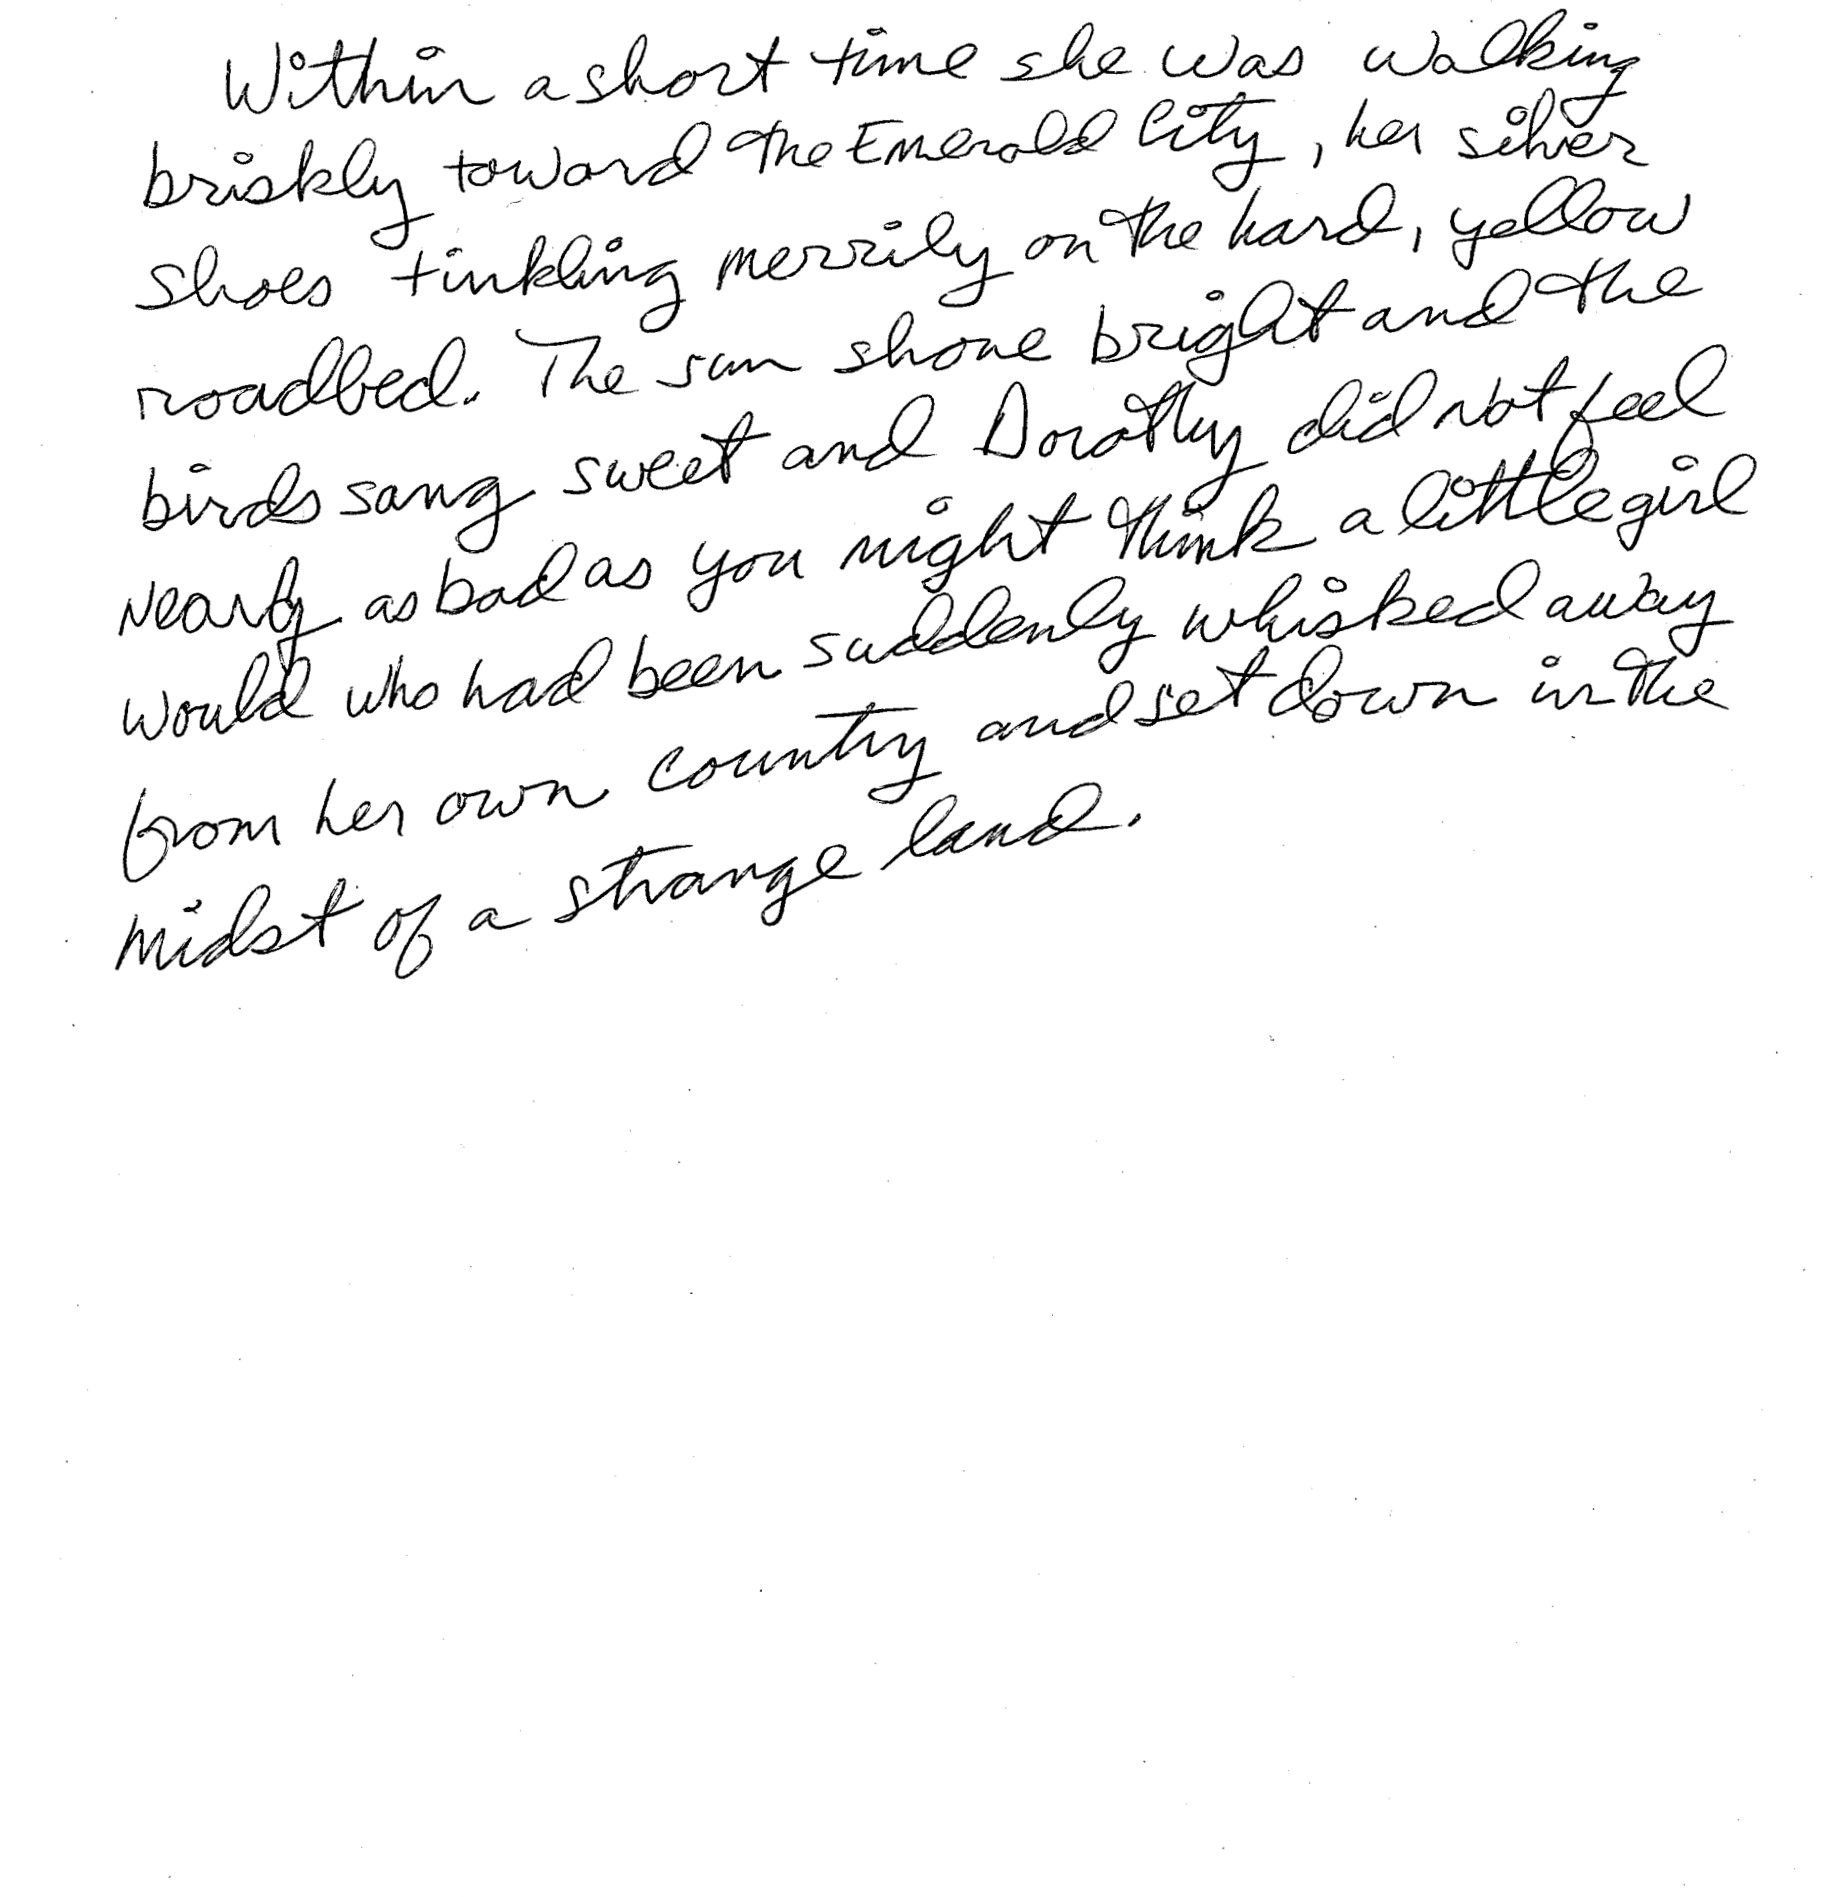 Within a short time she was walking
briskly toward the Emerald City, her silver
shoes tinkling merrily on the hard, yellow
roadbed. The sun shone bright and the
birds sang sweet and Dorothy did not feel
nearly as bad as you might think a little girl
would who had been suddenly whisked away
from her own country and set down in the
midst of a strange land.